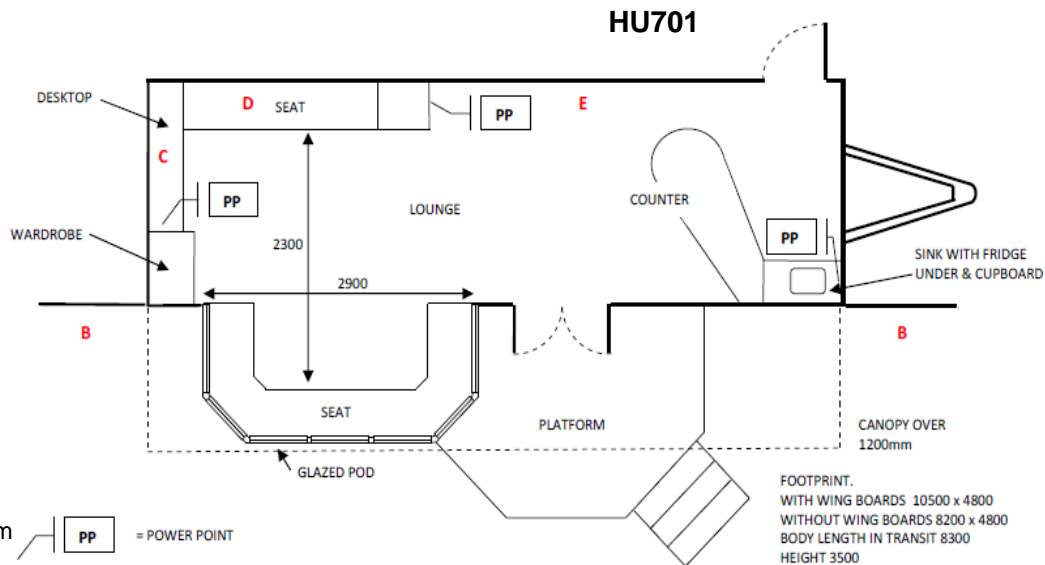 HU701
DESKTOP
D
SEAT
PP
E
C
PP
LOUNGE
COUNTER
WARDROBE
2300
PP
SINK WITH FRIDGE
UNDER & CUPBOARD
2900
B
B
SEAT
PLATFORM
CANOPY OVER
1200mm
GLAZED POD
FOOTPRINT.
WITH WING BOARDS 10500 x 4800
WITHOUT WING BOARDS 8200 x 4800
BODY LENGTH IN TRANSIT 8300
HEIGHT 3500
PP
= POWER POINT